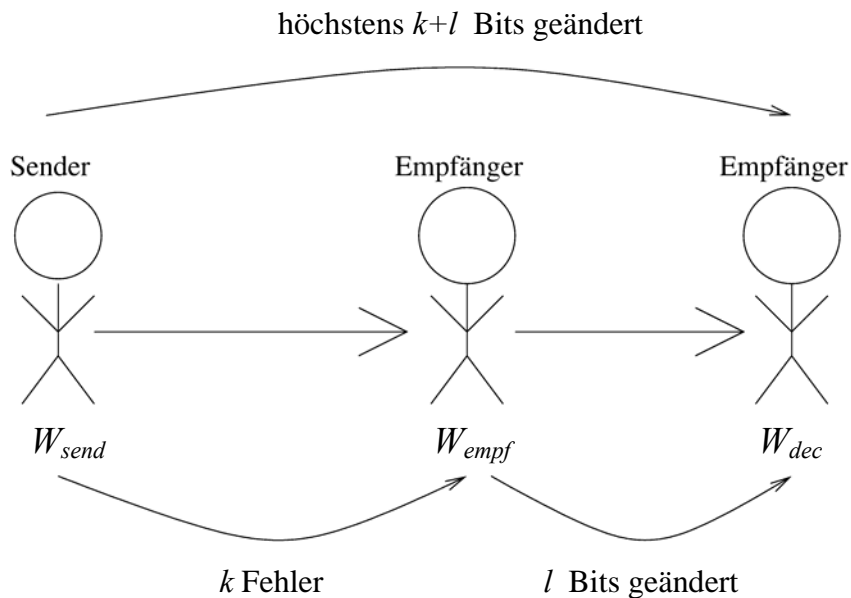 höchstens k+l Bits geändert
Sender
Empfänger
Empfänger
W_send
W_empf
W_dec
k Fehler
l Bits geändert